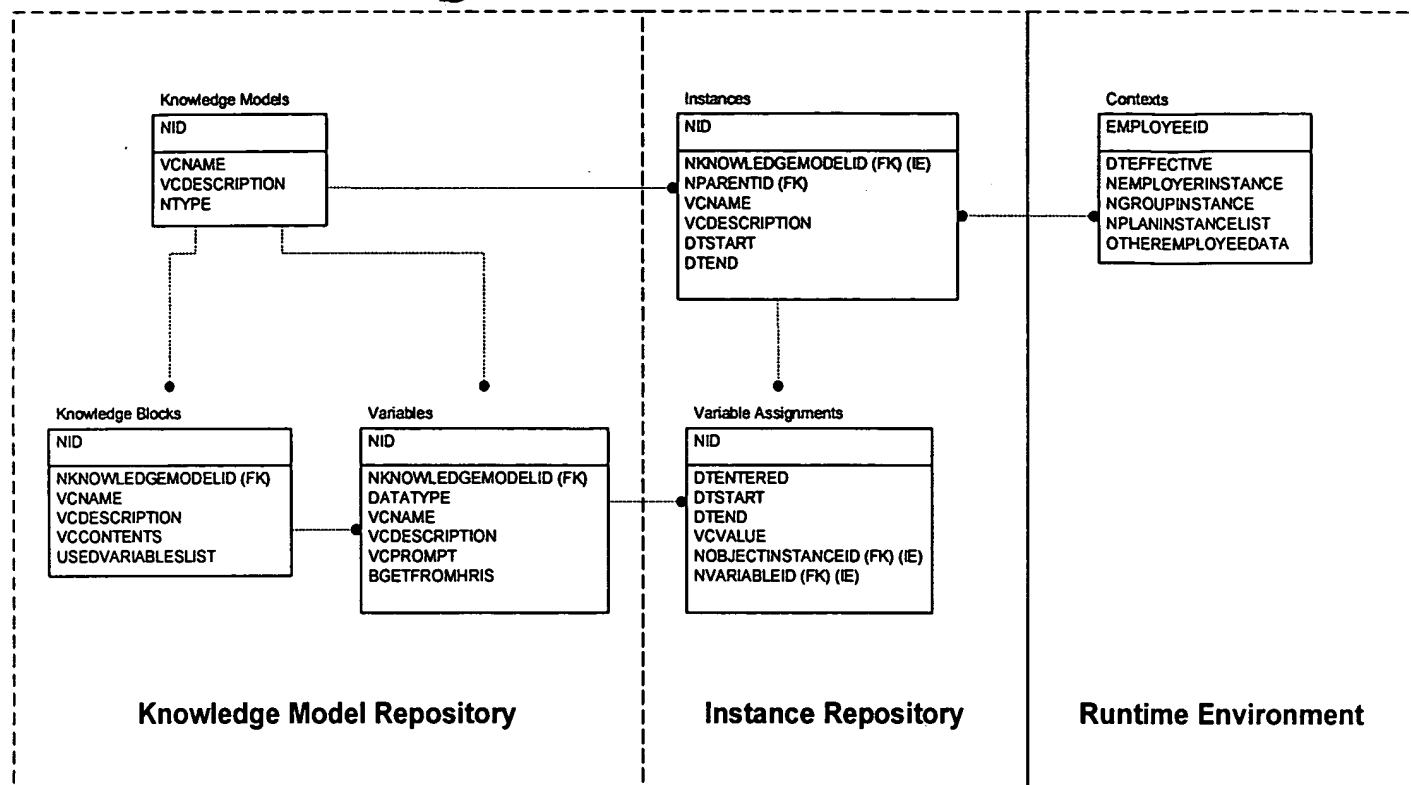 Knowledge Models
NID
VCNAME
VCDESCRIPTION
NTYPE
Instances
NID
NKNOWLEDGEMODELID (FK) (IE)
NPARENTID (FK)
VCNAME
VCDESCRIPTION
DTSTART
DTEND
Contexts
EMPLOYEEID
DTEFFECTIVE
NEMPLOYERINSTANCE
NGROUPINSTANCE
NPLANINSTANCELIST
OTHEREMPLOYEEDATA
Knowledge Blocks
NID
NKNOWLEDGEMODELID (FK)
VCNAME
VCDESCRIPTION
VCCONTENTS
USEDVARIABLESLIST
Variables
NID
NKNOWLEDGEMODELID (FK)
DATATYPE
VCNAME
VCDESCRIPTION
VCPROMPT
BGETFROMHRIS
Variable Assignments
NID
DTENTERED
DTSTART
DTEND
VCVALUE
NOBJECTINSTANCEID (FK) (IE)
NVARIABLEID (FK) (IE)
Knowledge Model Repository
Instance Repository
Runtime Environment